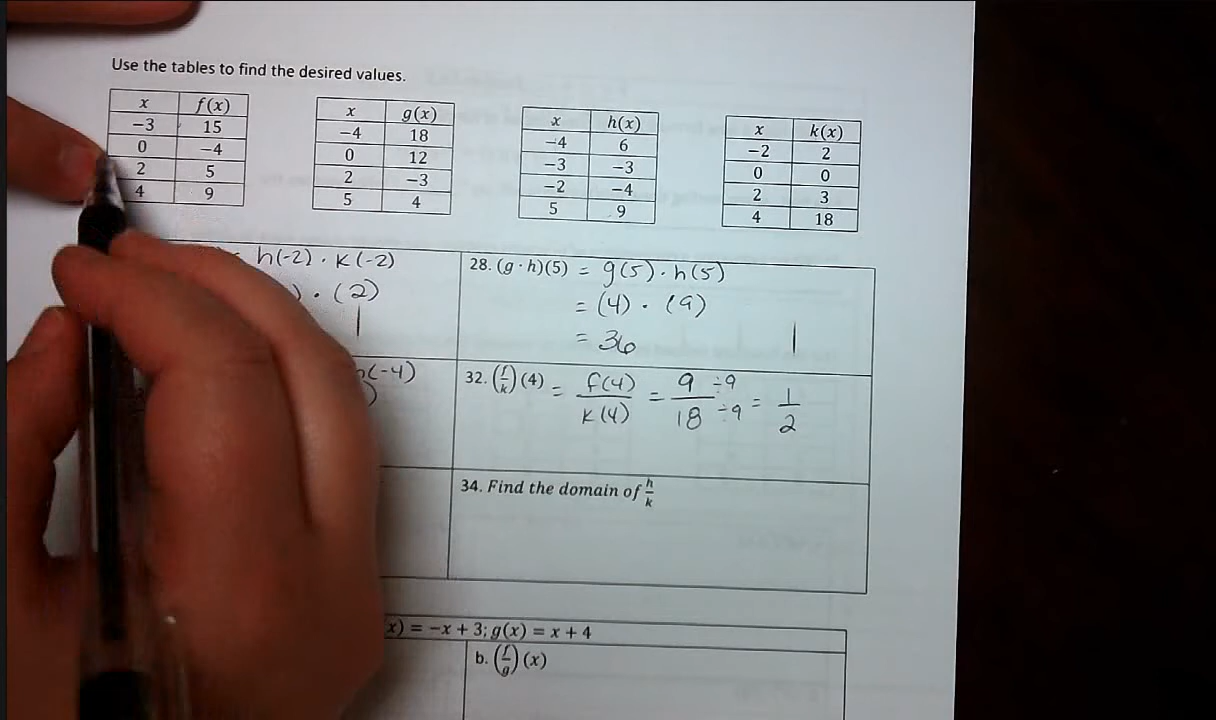 Use the tables to find the desired values.
x f(x)
−3 15
0 −4
2 5
4 9
x g(x)
−4 18
0 12
2 −3
5 4
x h(x)
−4 6
−3 −3
−2 −4
5 9
x k(x)
−2 2
0 0
2 3
4 18
h(-2) · k(-2)
) · (2)
28. (g · h)(5) = g(5) · h(5)
= (4) · (9)
= 36
(-4)
)
32. (f/k)(4) = f(4)/k(4) = 9/18 ÷9/÷9 = 1/2
34. Find the domain of h/k
x) = −x + 3; g(x) = x + 4
b. (f/g)(x)